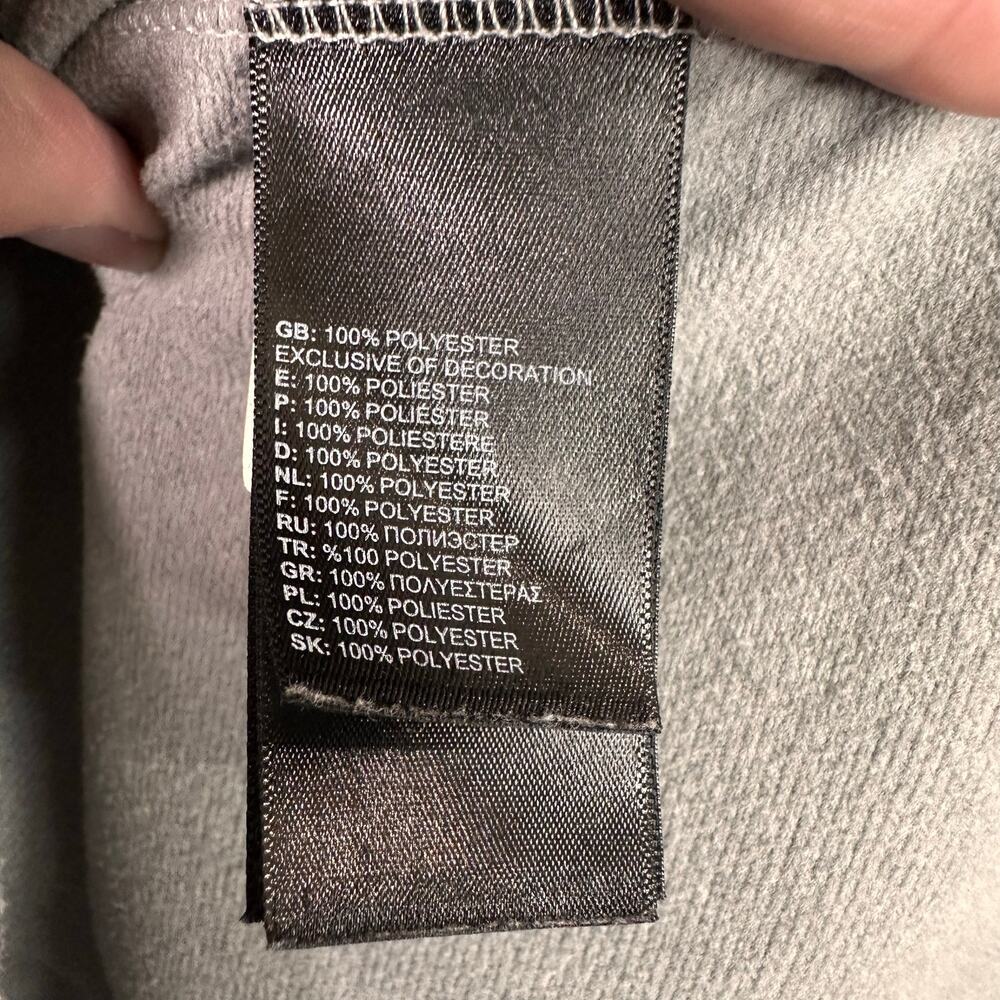 GB: 100% POLYESTER
EXCLUSIVE OF DECORATION.
E: 100% POLIÉSTER
P: 100% POLIÉSTER
I: 100% POLIESTERE
D: 100% POLYESTER
NL: 100% POLYESTER
F: 100% POLYESTER
RU: 100% ПОЛИЭСТЕР
TR: %100 POLYESTER
GR: 100% ΠΟΛΥΕΣΤΕΡΑΣ
PL: 100% POLIESTER
CZ: 100% POLYESTER
SK: 100% POLYESTER